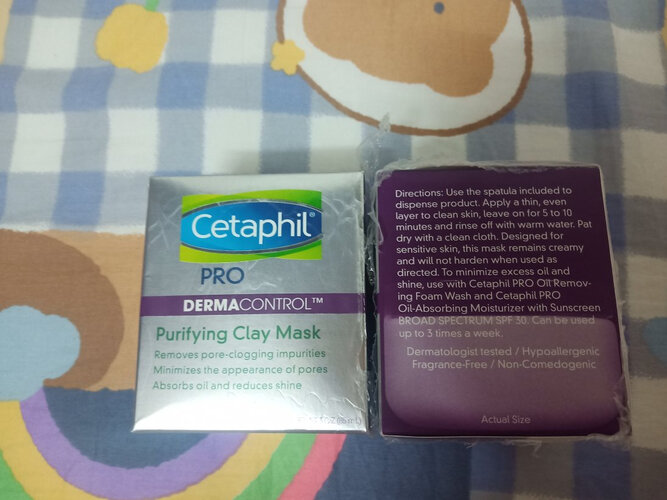 Cetaphil®
PRO
DERMACONTROL™
Purifying Clay Mask
Removes pore-clogging impurities
Minimizes the appearance of pores
Absorbs oil and reduces shine
Directions: Use the spatula included to
dispense product. Apply a thin, even
layer to clean skin, leave on for 5 to 10
minutes and rinse off with warm water. Pat
dry with a clean cloth. Designed for
sensitive skin, this mask remains creamy
and will not harden when used as
directed. To minimize excess oil and
shine, use with Cetaphil PRO Oil Remov-
ing Foam Wash and Cetaphil PRO
Oil-Absorbing Moisturizer with Sunscreen
BROAD SPECTRUM SPF 30. Can be used
up to 3 times a week.
Dermatologist tested / Hypoallergenic
Fragrance-Free / Non-Comedogenic
Actual Size